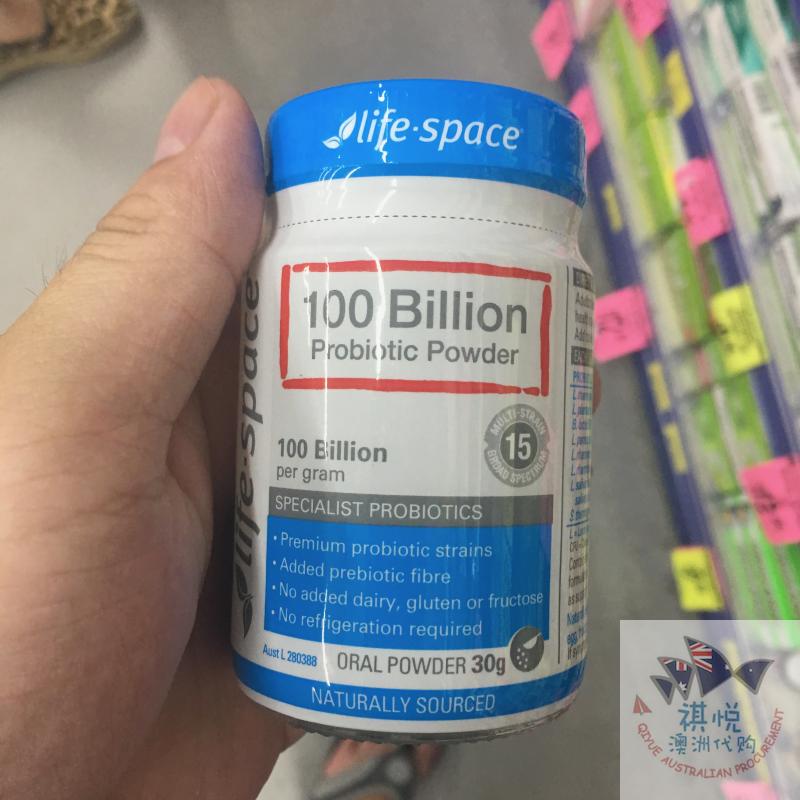 life·space
life·space
100 Billion
Probiotic Powder
100 Billion
per gram
MULTI-STRAIN
15
BROAD SPECTRUM
SPECIALIST PROBIOTICS
• Premium probiotic strains
• Added prebiotic fibre
• No added dairy, gluten or fructose
• No refrigeration required
Aust L 280388
ORAL POWDER 30g
NATURALLY SOURCED
祺悦
澳洲代购
QIYUE AUSTRALIAN PROCUREMENT